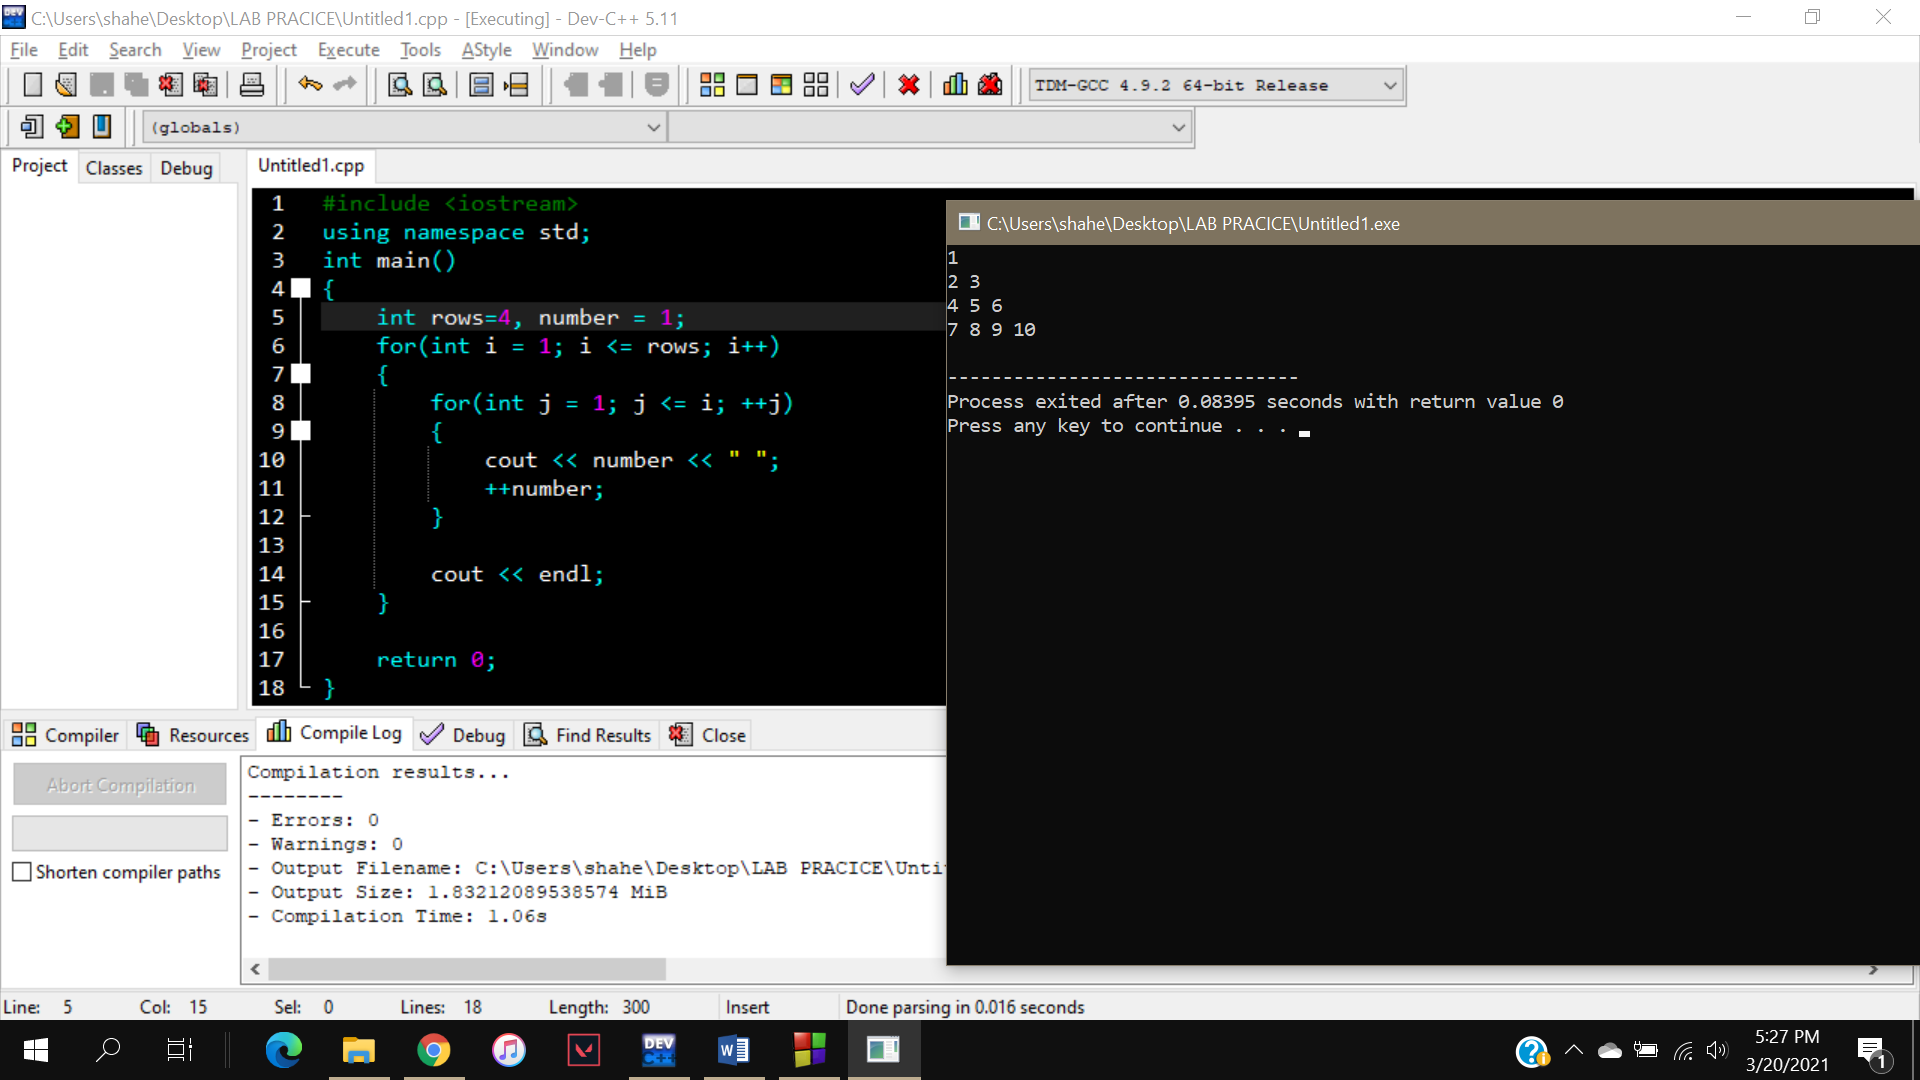 C:\Users\shahe\Desktop\LAB PRACICE\Untitled1.cpp - [Executing] - Dev-C++ 5.11
File Edit Search View Project Execute Tools AStyle Window Help
TDM-GCC 4.9.2 64-bit Release
(globals)
Project Classes Debug
Untitled1.cpp
1 #include <iostream>
2 using namespace std;
3 int main()
4 {
5 int rows=4, number = 1;
6 for(int i = 1; i <= rows; i++)
7 {
8 for(int j = 1; j <= i; ++j)
9 {
10 cout << number << " ";
11 ++number;
12 }
13
14 cout << endl;
15 }
16
17 return 0;
18 }
C:\Users\shahe\Desktop\LAB PRACICE\Untitled1.exe
1
2 3
4 5 6
7 8 9 10
--------------------------------
Process exited after 0.08395 seconds with return value 0
Press any key to continue . . .
Compiler Resources Compile Log Debug Find Results Close
Abort Compilation
Shorten compiler paths
Compilation results...
--------
- Errors: 0
- Warnings: 0
- Output Filename: C:\Users\shahe\Desktop\LAB PRACICE\Unti
- Output Size: 1.83212089538574 MiB
- Compilation Time: 1.06s
Line: 5 Col: 15 Sel: 0 Lines: 18 Length: 300 Insert Done parsing in 0.016 seconds
DEV C++
W
5:27 PM
3/20/2021
1